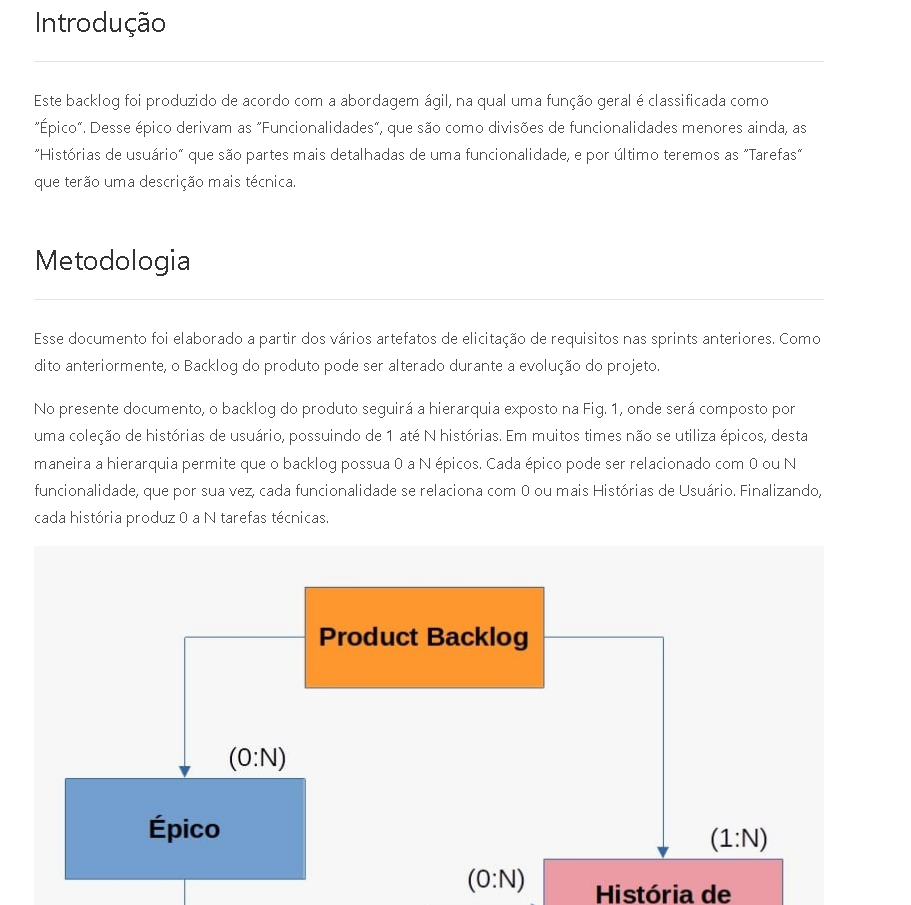 Introdução
Este backlog foi produzido de acordo com a abordagem ágil, na qual uma função geral é classificada como
"Épico". Desse épico derivam as "Funcionalidades", que são como divisões de funcionalidades menores ainda, as
"Histórias de usuário" que são partes mais detalhadas de uma funcionalidade, e por último teremos as "Tarefas"
que terão uma descrição mais técnica.
Metodologia
Esse documento foi elaborado a partir dos vários artefatos de elicitação de requisitos nas sprints anteriores. Como
dito anteriormente, o Backlog do produto pode ser alterado durante a evolução do projeto.
No presente documento, o backlog do produto seguirá a hierarquia exposto na Fig. 1, onde será composto por
uma coleção de histórias de usuário, possuindo de 1 até N histórias. Em muitos times não se utiliza épicos, desta
maneira a hierarquia permite que o backlog possua 0 a N épicos. Cada épico pode ser relacionado com 0 ou N
funcionalidade, que por sua vez, cada funcionalidade se relaciona com 0 ou mais Histórias de Usuário. Finalizando,
cada história produz 0 a N tarefas técnicas.
Product Backlog
(0:N)
Épico
(1:N)
(0:N)
História de